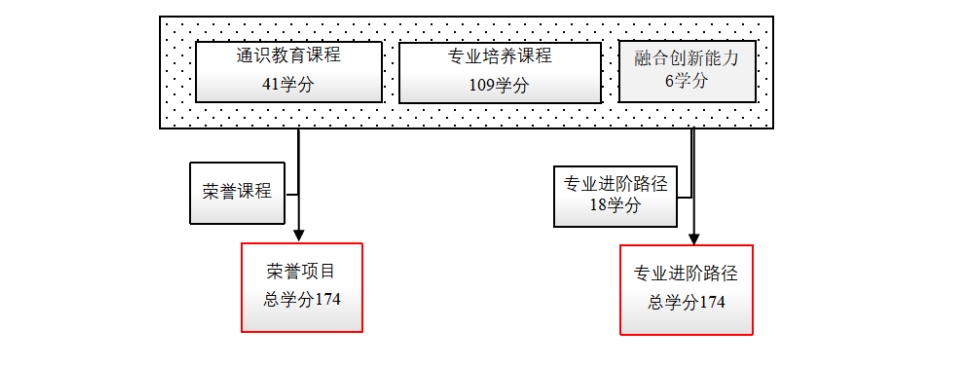 通识教育课程
41学分
专业培养课程
109学分
融合创新能力
6学分
荣誉课程
专业进阶路径
18学分
荣誉项目
总学分174
专业进阶路径
总学分174